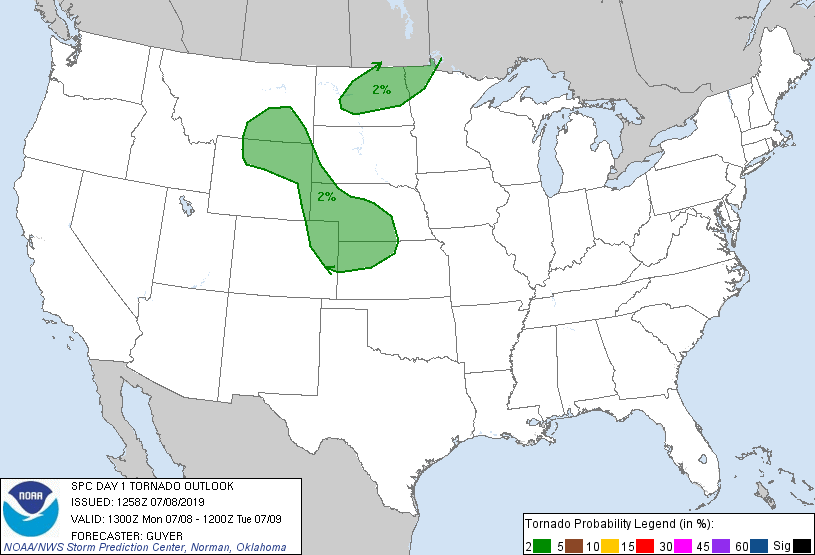 2%
2%
NOAA
SPC DAY 1 TORNADO OUTLOOK
ISSUED: 1258Z 07/08/2019
VALID: 1300Z Mon 07/08 - 1200Z Tue 07/09
FORECASTER: GUYER
NOAA/NWS Storm Prediction Center, Norman, Oklahoma
Tornado Probability Legend (in %):
2 5 10 15 30 45 60 Sig